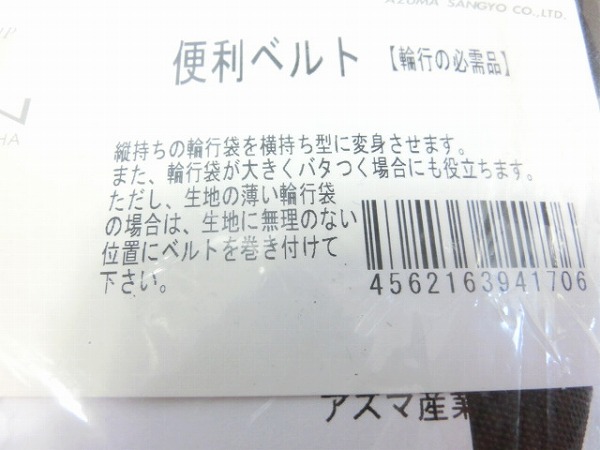 AZUMA SANGYO CO.,LTD.
便利ベルト 【輪行の必需品】
縦持ちの輪行袋を横持ち型に変身させます。
また、輪行袋が大きくバタつく場合にも役立ちます。
ただし、生地の薄い輪行袋
の場合は、生地に無理のない
位置にベルトを巻き付けて
下さい。
4562163941706
アズマ産業